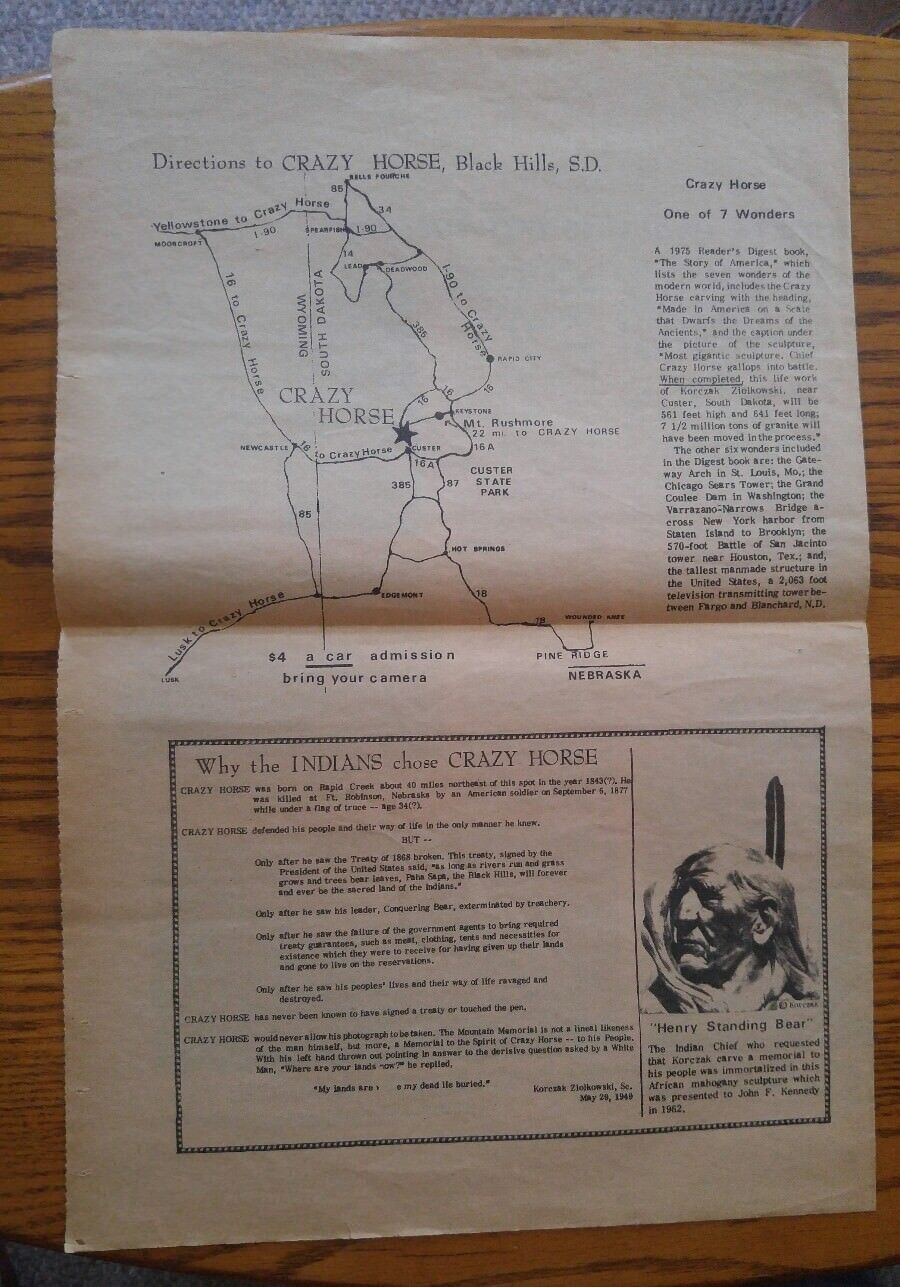 Directions to CRAZY HORSE, Black Hills, S.D.
BELLE FOURCHE
85
34
Yellowstone to Crazy Horse
I-90
SPEARFISH
I-90
MOORCROFT
14
LEAD
DEADWOOD
I-90 to Crazy Horse
16 to Crazy Horse
WYOMING
SOUTH DAKOTA
385
RAPID CITY
CRAZY
HORSE
16
16
16
KEYSTONE
Mt. Rushmore
22 mi. to CRAZY HORSE
NEWCASTLE
16 to Crazy Horse
CUSTER
16A
16A
385
87
CUSTER
STATE
PARK
85
HOT SPRINGS
EDGEMONT
18
18
WOUNDED KNEE
Lusk to Crazy Horse
LUSK
PINE RIDGE
NEBRASKA
$4 a car admission
bring your camera
Crazy Horse
One of 7 Wonders
A 1975 Reader's Digest book,
"The Story of America," which
lists the seven wonders of the
modern world, includes the Crazy
Horse carving with the heading,
"Made in America on a Scale
that Dwarfs the Dreams of the
Ancients," and the caption under
the picture of the sculpture,
"Most gigantic sculpture. Chief
Crazy Horse gallops into battle.
When completed, this life work
of Korczak Ziolkowski, near
Custer, South Dakota, will be
561 feet high and 641 feet long;
7 1/2 million tons of granite will
have been moved in the process."
The other six wonders included
in the Digest book are: the Gate-
way Arch in St. Louis, Mo.; the
Chicago Sears Tower; the Grand
Coulee Dam in Washington; the
Varrazano-Narrows Bridge a-
cross New York harbor from
Staten Island to Brooklyn; the
570-foot Battle of San Jacinto
tower near Houston, Tex.; and,
the tallest manmade structure in
the United States, a 2,063 foot
television transmitting tower be-
tween Fargo and Blanchard, N.D.
Why the INDIANS chose CRAZY HORSE
CRAZY HORSE was born on Rapid Creek about 40 miles northeast of this spot in the year 1843(?). He
was killed at Ft. Robinson, Nebraska by an American soldier on September 6, 1877
while under a flag of truce -- age 34(?).
CRAZY HORSE defended his people and their way of life in the only manner he knew.
BUT --
Only after he saw the Treaty of 1868 broken. This treaty, signed by the
President of the United States said, "as long as rivers run and grass
grows and trees bear leaves, Paha Sapa, the Black Hills, will forever
and ever be the sacred land of the Indians."
Only after he saw his leader, Conquering Bear, exterminated by treachery.
Only after he saw the failure of the government agents to bring required
treaty guarantees, such as meat, clothing, tents and necessities for
existence which they were to receive for having given up their lands
and gone to live on the reservations.
Only after he saw his peoples' lives and their way of life ravaged and
destroyed.
CRAZY HORSE has never been known to have signed a treaty or touched the pen.
CRAZY HORSE would never allow his photograph to be taken. The Mountain Memorial is not a lineal likeness
of the man himself, but more, a Memorial to the Spirit of Crazy Horse -- to his People.
With his left hand thrown out pointing in answer to the derisive question asked by a White
Man, "Where are your lands now?" he replied,
"My lands are my dead lie buried."
Korczak Ziolkowski, Sc.
May 29, 1949
© Korczak
"Henry Standing Bear"
The Indian Chief who requested
that Korczak carve a memorial to
his people was immortalized in this
African mahogany sculpture which
was presented to John F. Kennedy
in 1962.